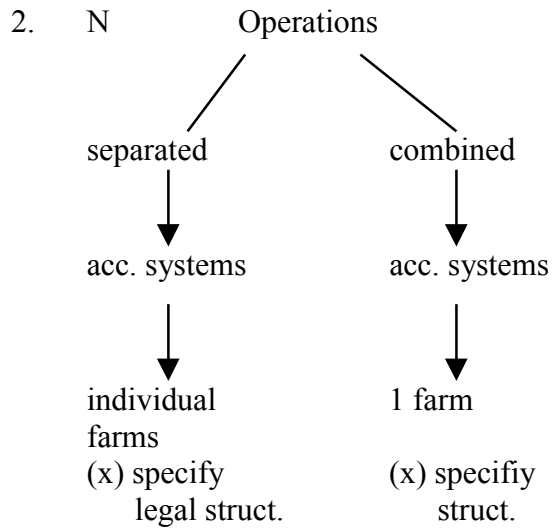 2. N Operations
separated combined
acc. systems acc. systems
individual 1 farm
farms
(x) specify (x) specifiy
legal struct. struct.